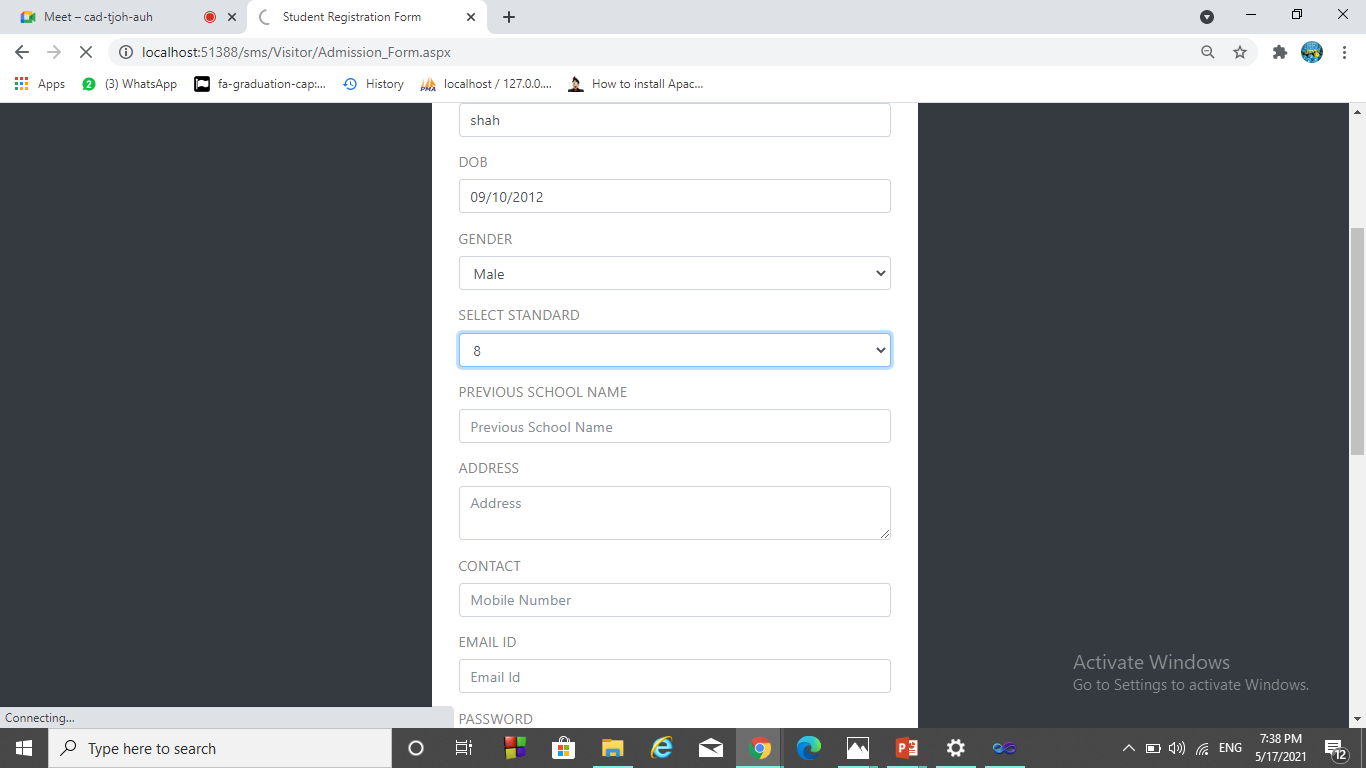 Meet – cad-tjoh-auh
Student Registration Form
localhost:51388/sms/Visitor/Admission_Form.aspx
Apps
2
(3) WhatsApp
fa-graduation-cap:...
History
PMA
localhost / 127.0.0....
How to install Apac...
shah
DOB
09/10/2012
GENDER
Male
SELECT STANDARD
8
PREVIOUS SCHOOL NAME
Previous School Name
ADDRESS
Address
CONTACT
Mobile Number
EMAIL ID
Email Id
PASSWORD
Activate Windows
Go to Settings to activate Windows.
Connecting...
Type here to search
ENG
7:38 PM
5/17/2021
12